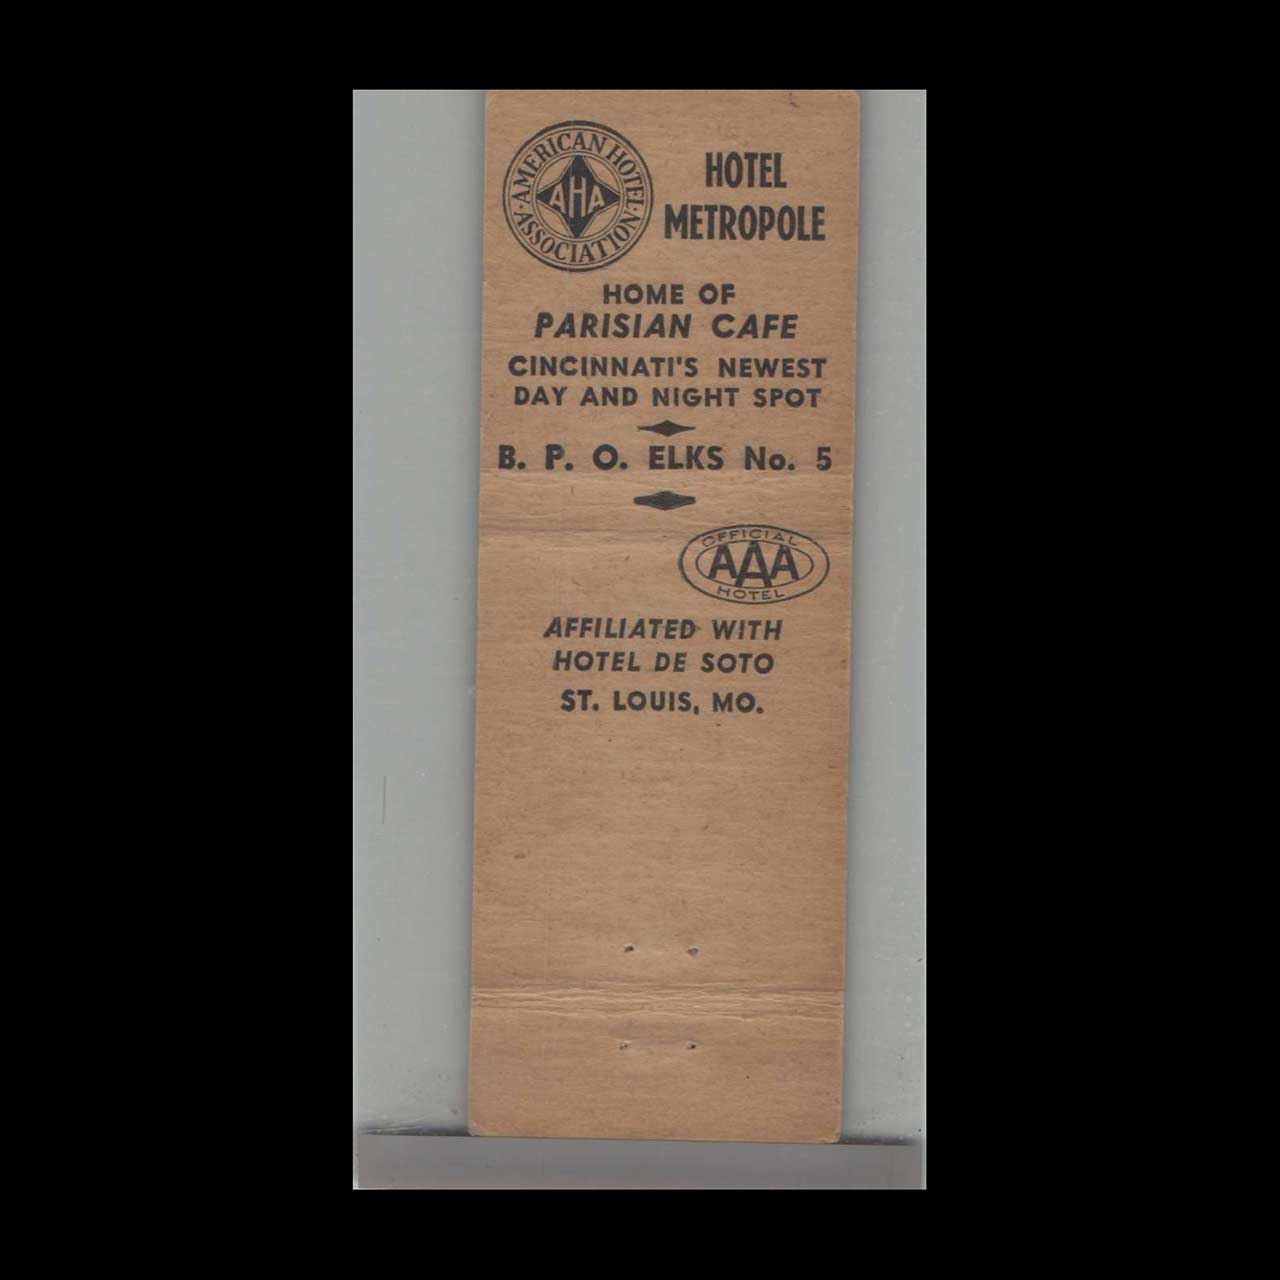 AMERICAN HOTEL
ASSOCIATION
AHA
HOTEL
METROPOLE
HOME OF
PARISIAN CAFE
CINCINNATI'S NEWEST
DAY AND NIGHT SPOT
B. P. O. ELKS No. 5
OFFICIAL
AAA
HOTEL
AFFILIATED WITH
HOTEL DE SOTO
ST. LOUIS, MO.